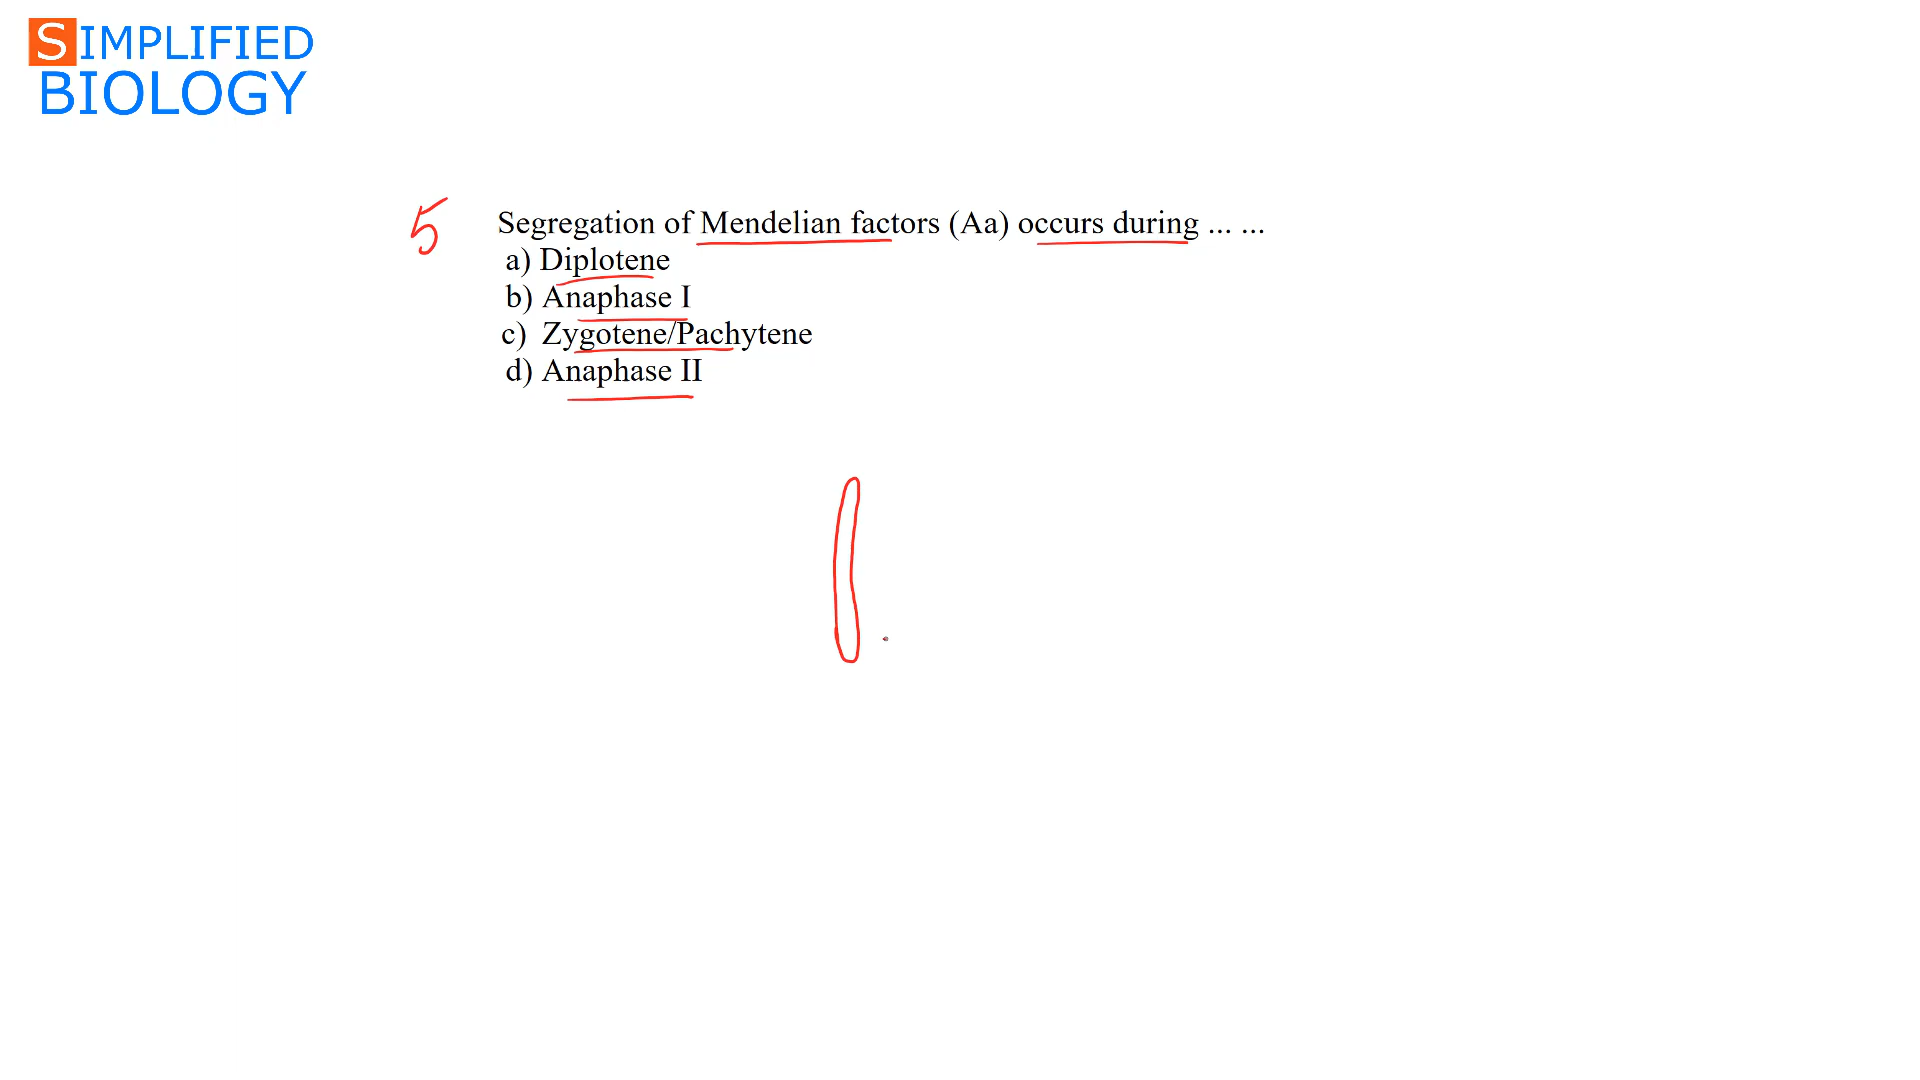 SIMPLIFIED
BIOLOGY
5 Segregation of Mendelian factors (Aa) occurs during ... ...
a) Diplotene
b) Anaphase I
c) Zygotene/Pachytene
d) Anaphase II